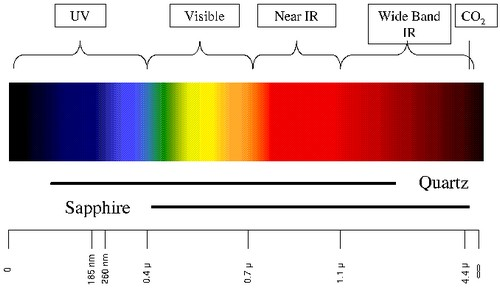 UV
Visible
Near IR
Wide Band
IR
CO₂
Quartz
Sapphire
0
185 nm
260 nm
0.4 µ
0.7 µ
1.1 µ
4.4 µ
∞